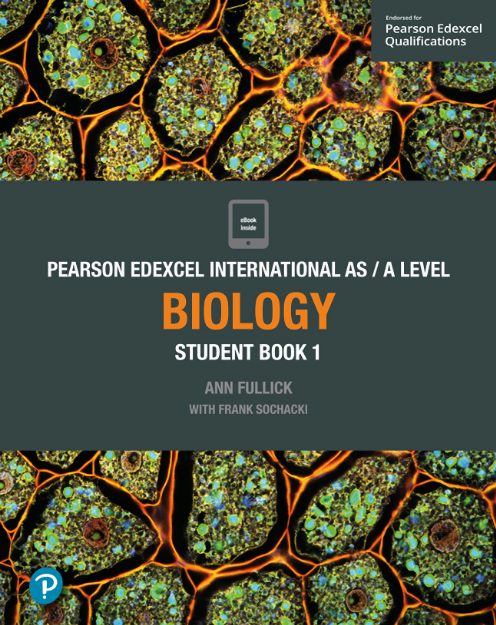 Endorsed for
Pearson Edexcel
Qualifications
eBook
inside
PEARSON EDEXCEL INTERNATIONAL AS / A LEVEL
BIOLOGY
STUDENT BOOK 1
ANN FULLICK
WITH FRANK SOCHACKI
P